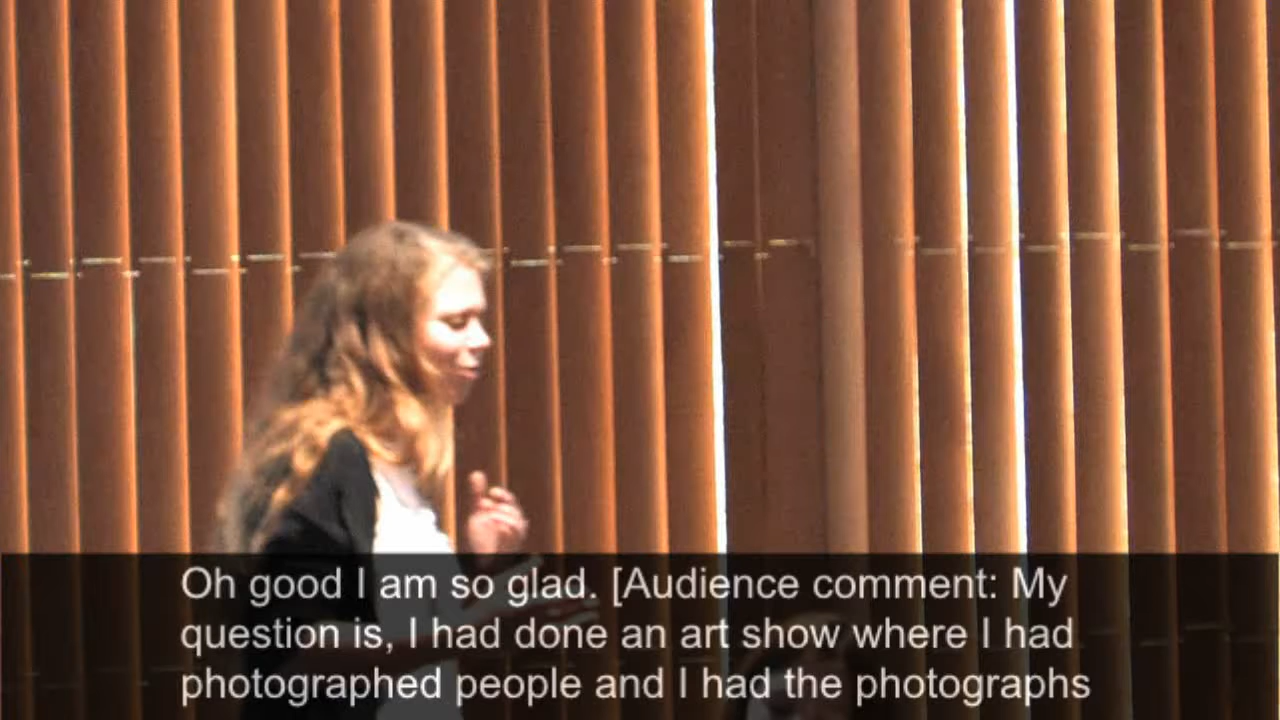 Oh good I am so glad. [Audience comment: My
question is, I had done an art show where I had
photographed people and I had the photographs